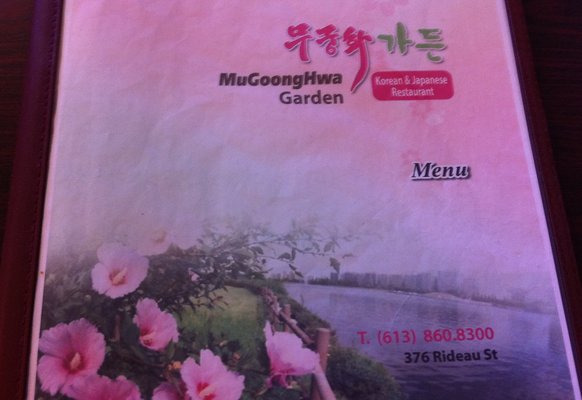 무궁화 가든
MuGoongHwa
Garden
Korean & Japanese
Restaurant
Menu
T. (613) 860.8300
376 Rideau St